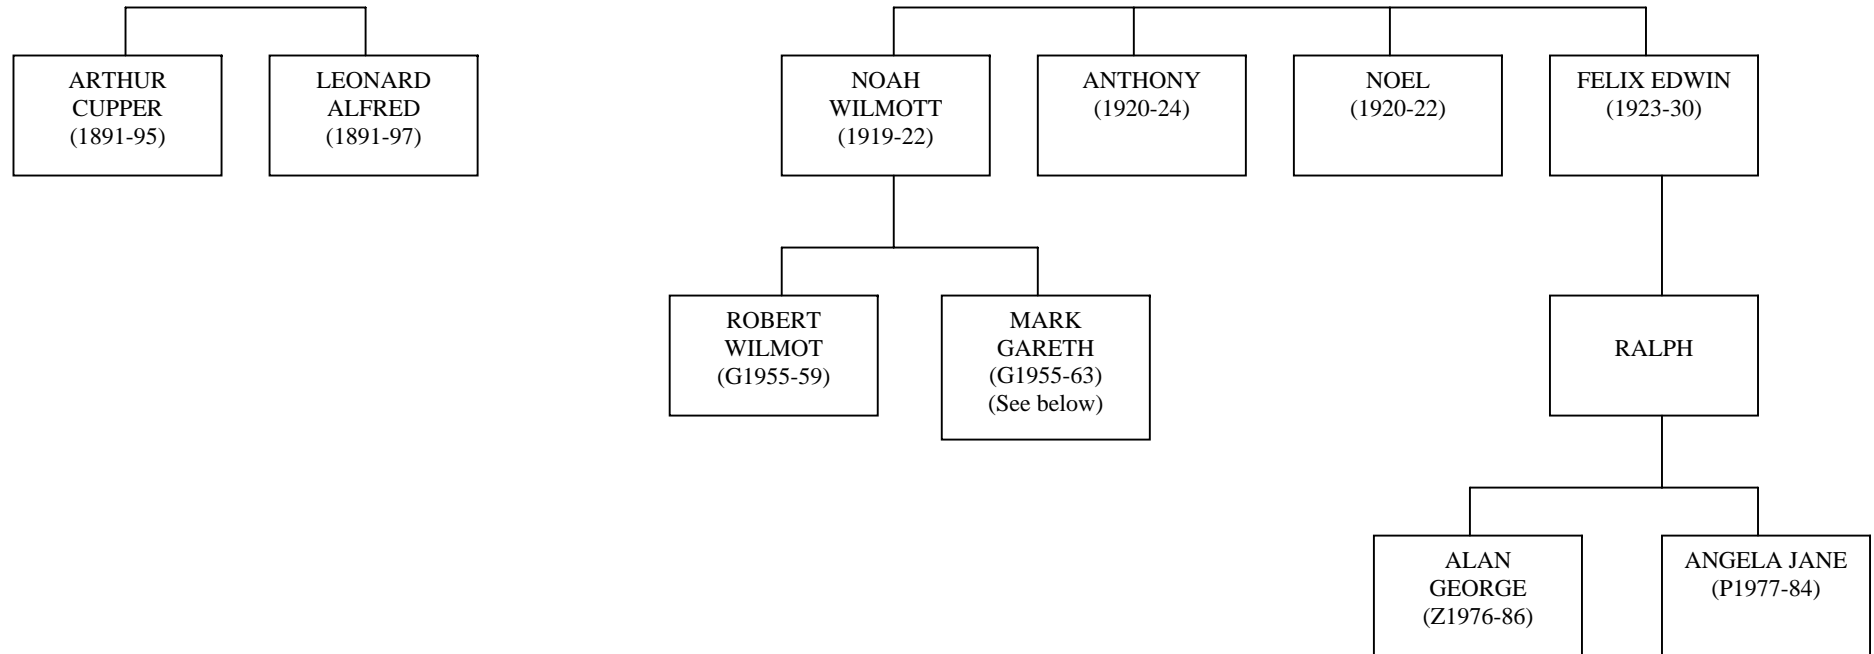 ARTHUR
CUPPER
(1891-95)
LEONARD
ALFRED
(1891-97)
NOAH
WILMOTT
(1919-22)
ANTHONY
(1920-24)
NOEL
(1920-22)
FELIX EDWIN
(1923-30)
ROBERT
WILMOT
(G1955-59)
MARK
GARETH
(G1955-63)
(See below)
RALPH
ALAN
GEORGE
(Z1976-86)
ANGELA JANE
(P1977-84)